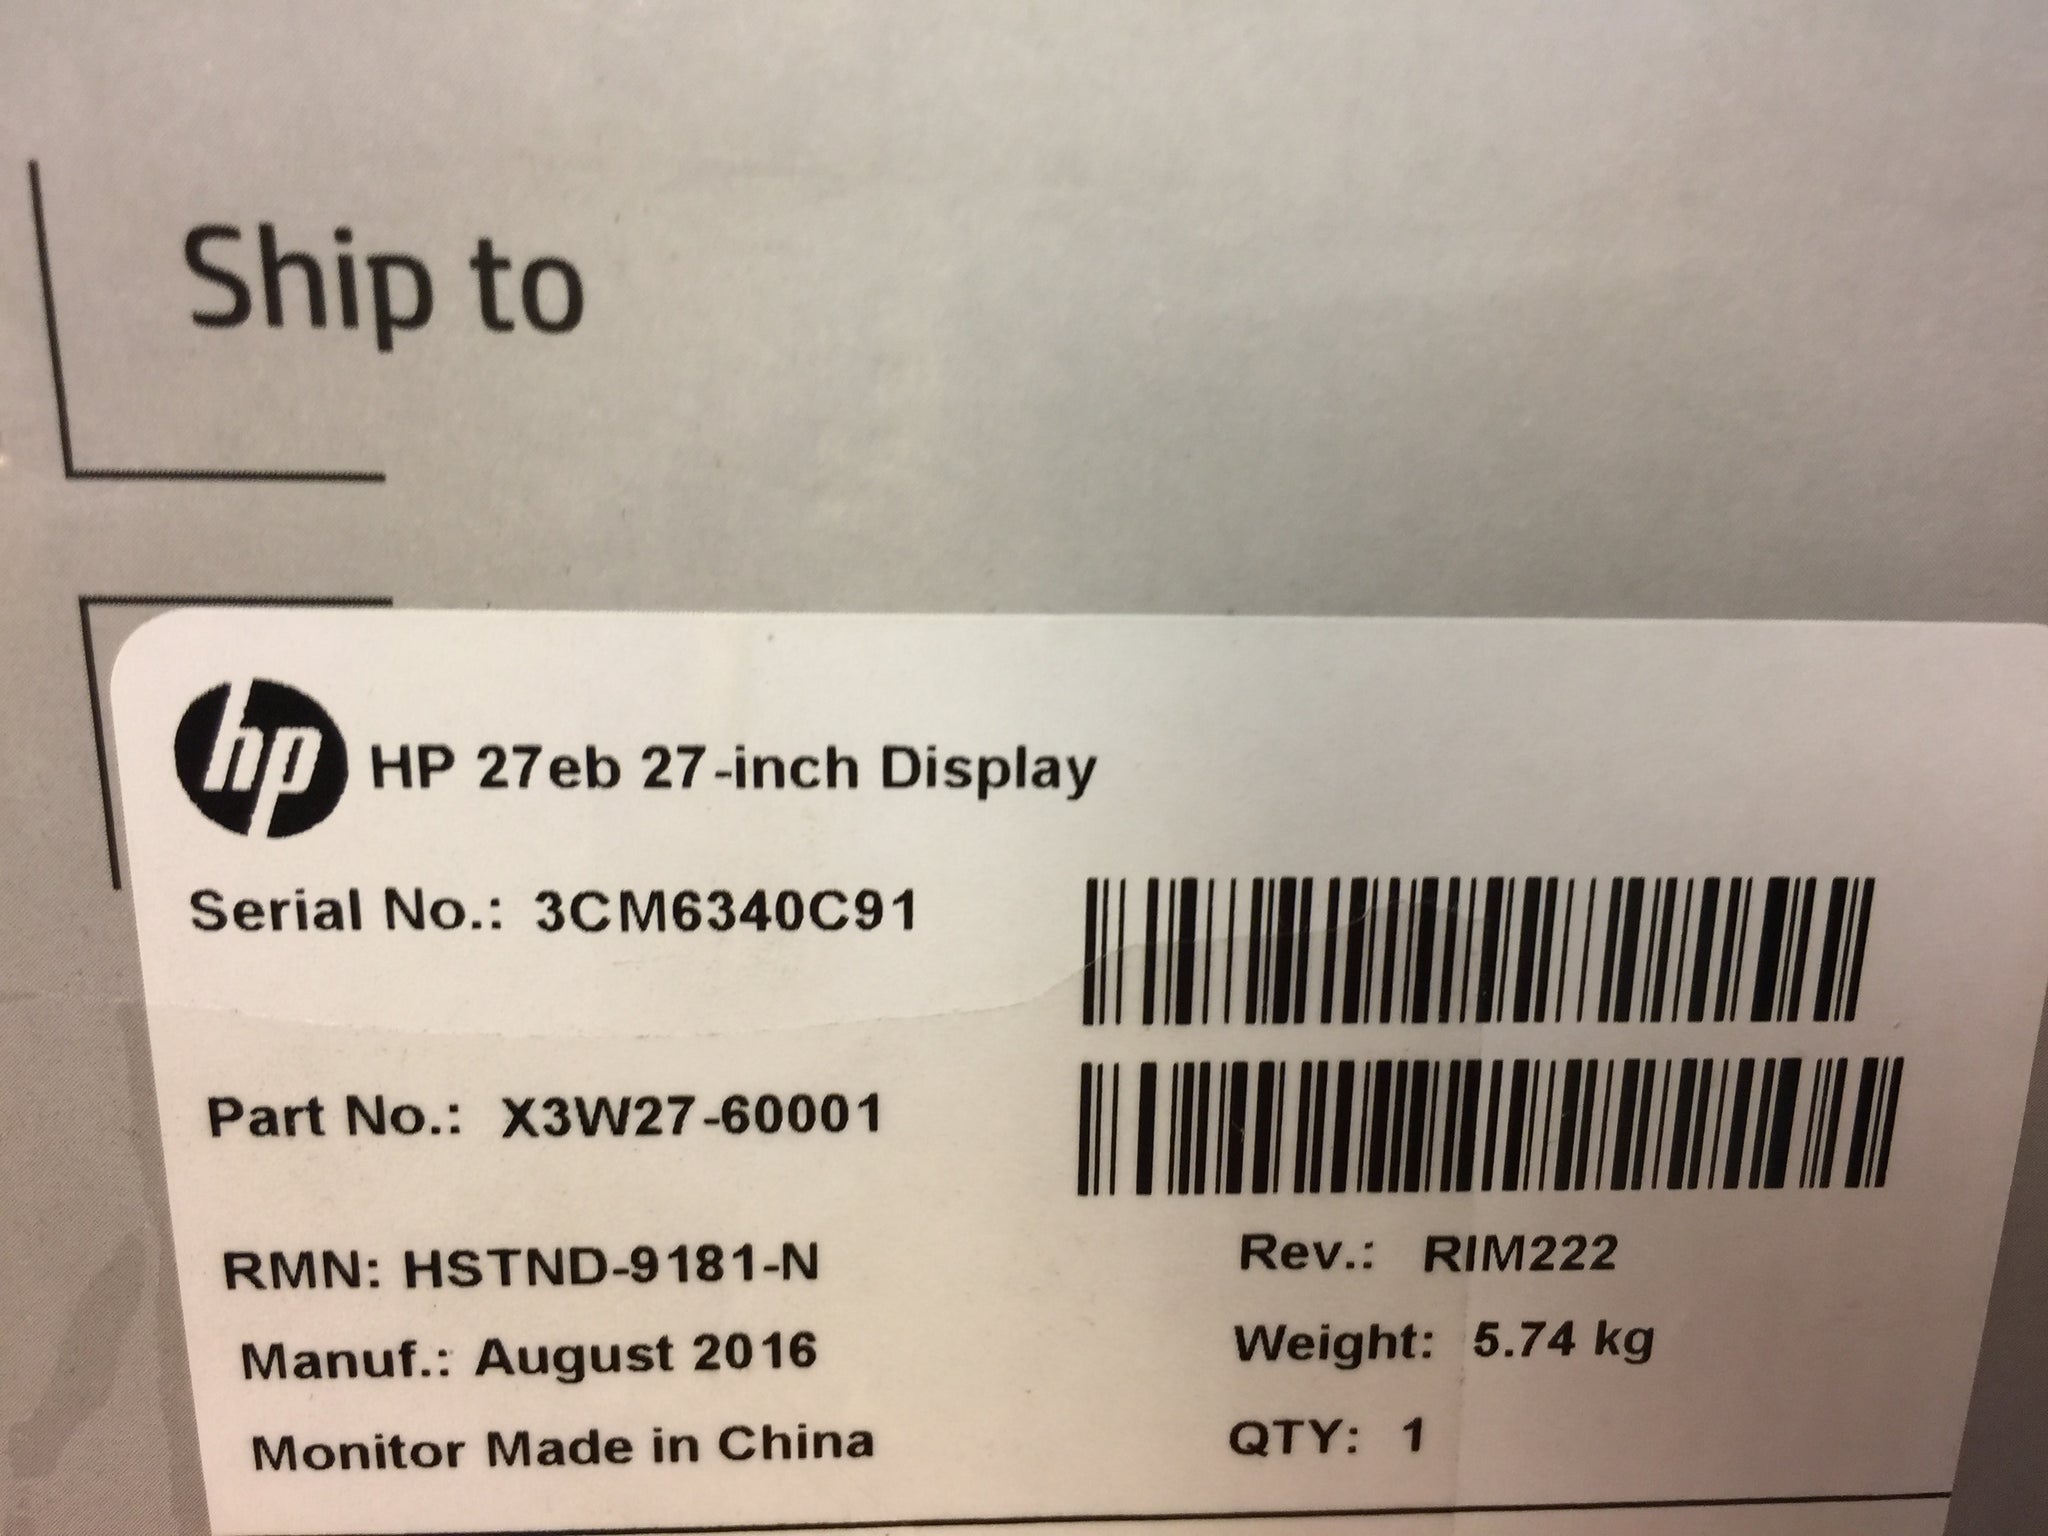 Ship to
hp HP 27eb 27-inch Display
Serial No.: 3CM6340C91
Part No.: X3W27-60001
RMN: HSTND-9181-N Rev.: RIM222
Manuf.: August 2016 Weight: 5.74 kg
Monitor Made in China QTY: 1